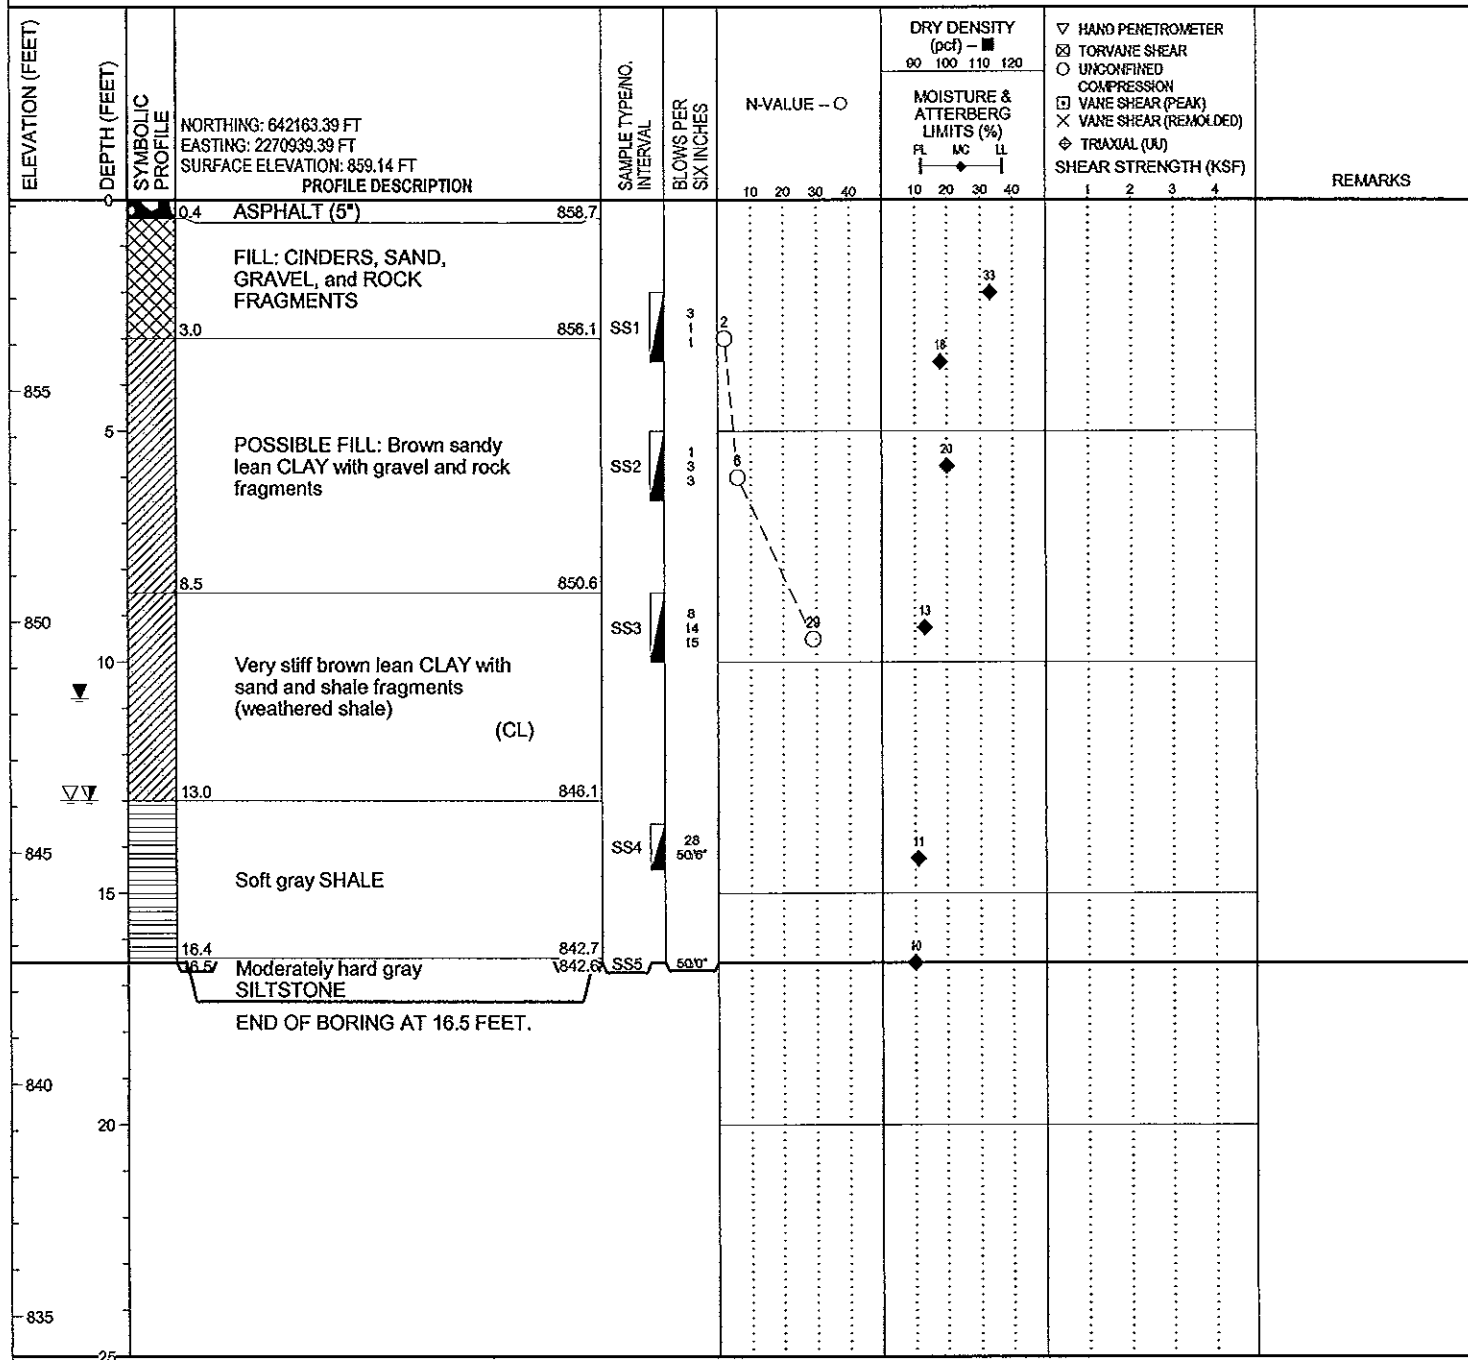 ELEVATION (FEET)
DEPTH (FEET)
SYMBOLIC
PROFILE
NORTHING: 642163.39 FT
EASTING: 2270939.39 FT
SURFACE ELEVATION: 859.14 FT
PROFILE DESCRIPTION
SAMPLE TYPE/NO.
INTERVAL
BLOWS PER
SIX INCHES
N-VALUE -- O
10 20 30 40
DRY DENSITY
(pcf) -- ■
90 100 110 120
MOISTURE &
ATTERBERG
LIMITS (%)
PL MC LL
10 20 30 40
▽ HAND PENETROMETER
⊠ TORVANE SHEAR
○ UNCONFINED
COMPRESSION
⊡ VANE SHEAR (PEAK)
✕ VANE SHEAR (REMOLDED)
TRIAXIAL (UU)
SHEAR STRENGTH (KSF)
1 2 3 4
REMARKS
0
0.4 ASPHALT (5") 858.7
FILL: CINDERS, SAND,
GRAVEL, and ROCK
FRAGMENTS
33
3.0 856.1
SS1
3
1
1
2
18
855
5
POSSIBLE FILL: Brown sandy
lean CLAY with gravel and rock
fragments
SS2
1
3
3
6
20
8.5 850.6
850
SS3
8
14
15
29
13
10
Very stiff brown lean CLAY with
sand and shale fragments
(weathered shale)
(CL)
13.0 846.1
845
SS4
28
50/6"
11
Soft gray SHALE
15
16.4 842.7
16.5 Moderately hard gray 842.6
SILTSTONE
SS5
50/0"
10
END OF BORING AT 16.5 FEET.
840
20
835
25